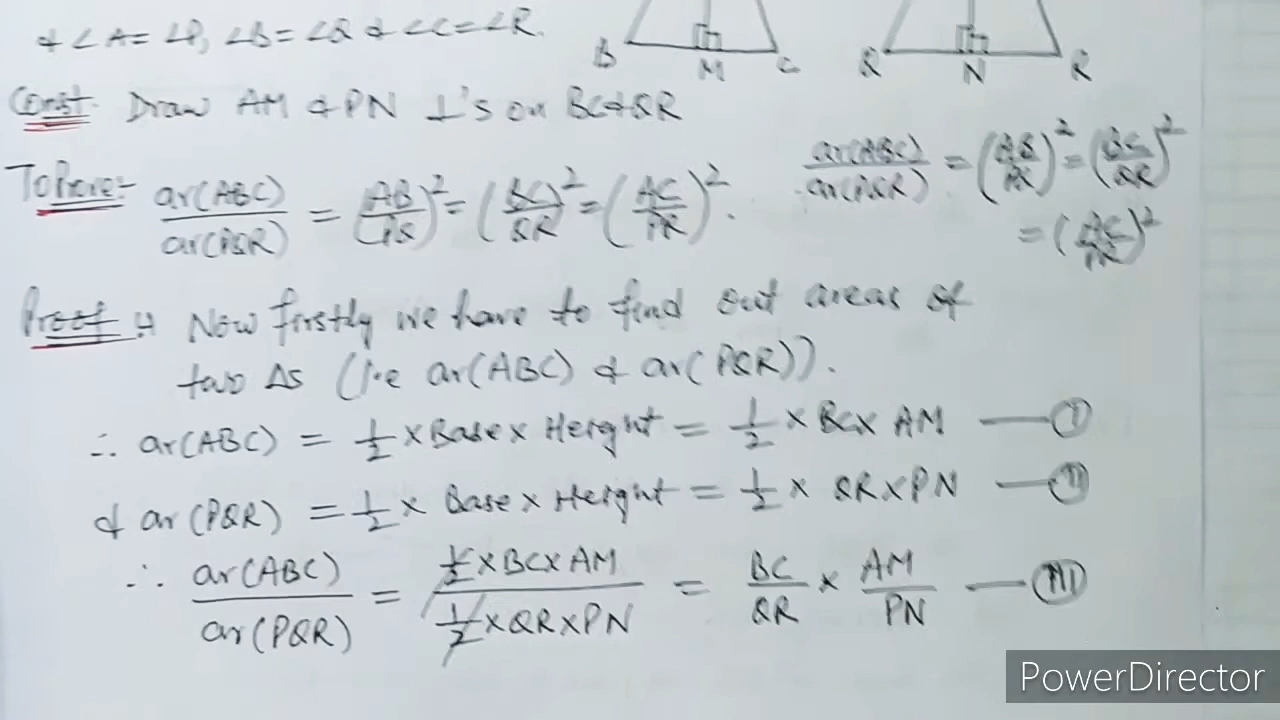 & ∠A = ∠P, ∠B = ∠Q & ∠C = ∠R.
B M C Q N R
Const. Draw AM & PN ⊥'s on BC & QR
To Prove:- ar(ABC)/ar(PQR) = (AB/PQ)² = (BC/QR)² = (AC/PR)².
ar(ABC)/ar(PQR) = (AB/PQ)² = (BC/QR)²
= (AC/PR)²
Proof :- Now firstly we have to find out areas of
two Δs (i.e ar(ABC) & ar(PQR)).
∴ ar(ABC) = 1/2 × Base × Height = 1/2 × BC × AM —— (I)
& ar(PQR) = 1/2 × Base × Height = 1/2 × QR × PN —— (II)
∴ ar(ABC)/ar(PQR) = (1/2 × BC × AM)/(1/2 × QR × PN) = BC/QR × AM/PN —— (III)
PowerDirector